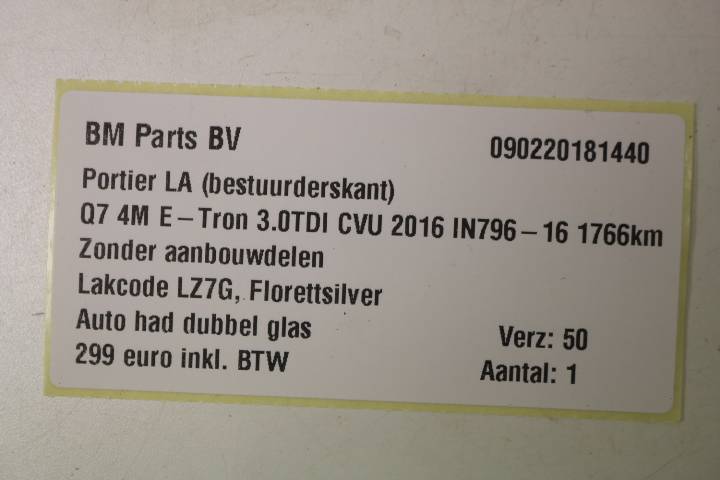 BM Parts BV 090220181440
Portier LA (bestuurderskant)
Q7 4M E-Tron 3.0TDI CVU 2016 IN796-16 1766km
Zonder aanbouwdelen
Lakcode LZ7G, Florettsilver
Auto had dubbel glas Verz: 50
299 euro inkl. BTW Aantal: 1